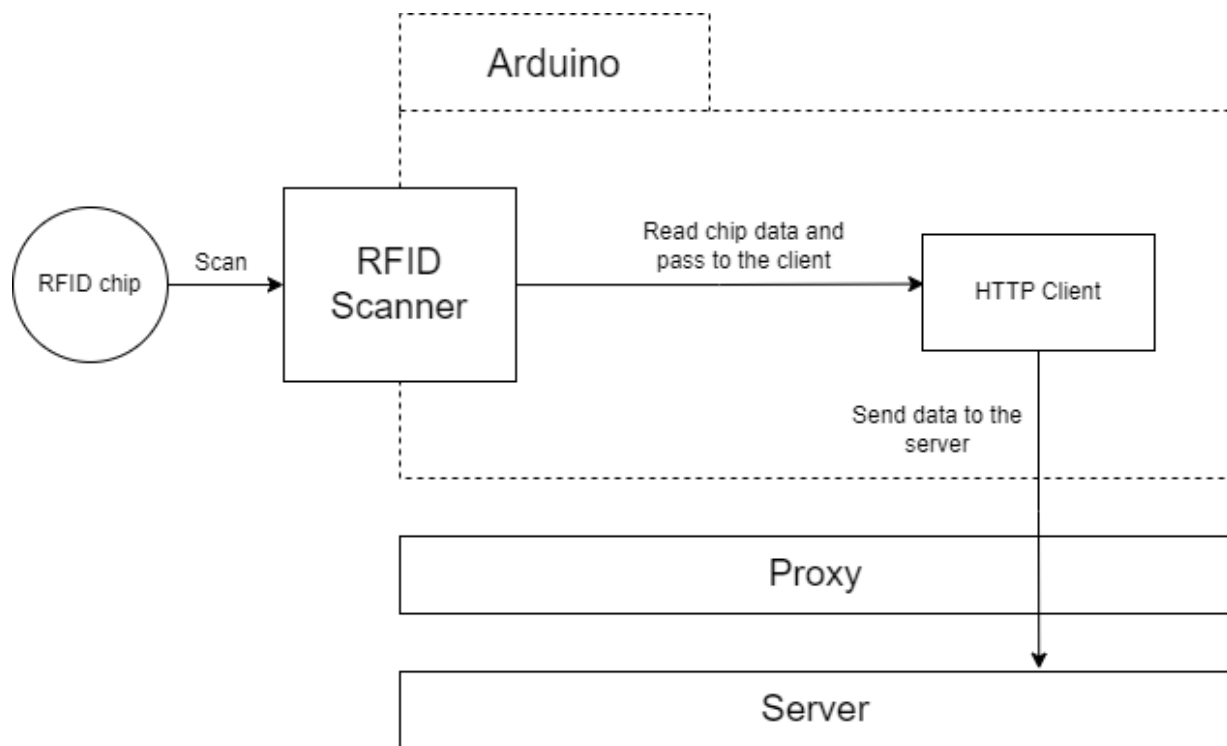 Arduino
RFID chip
Scan
RFID
Scanner
Read chip data and
pass to the client
HTTP Client
Send data to the
server
Proxy
Server